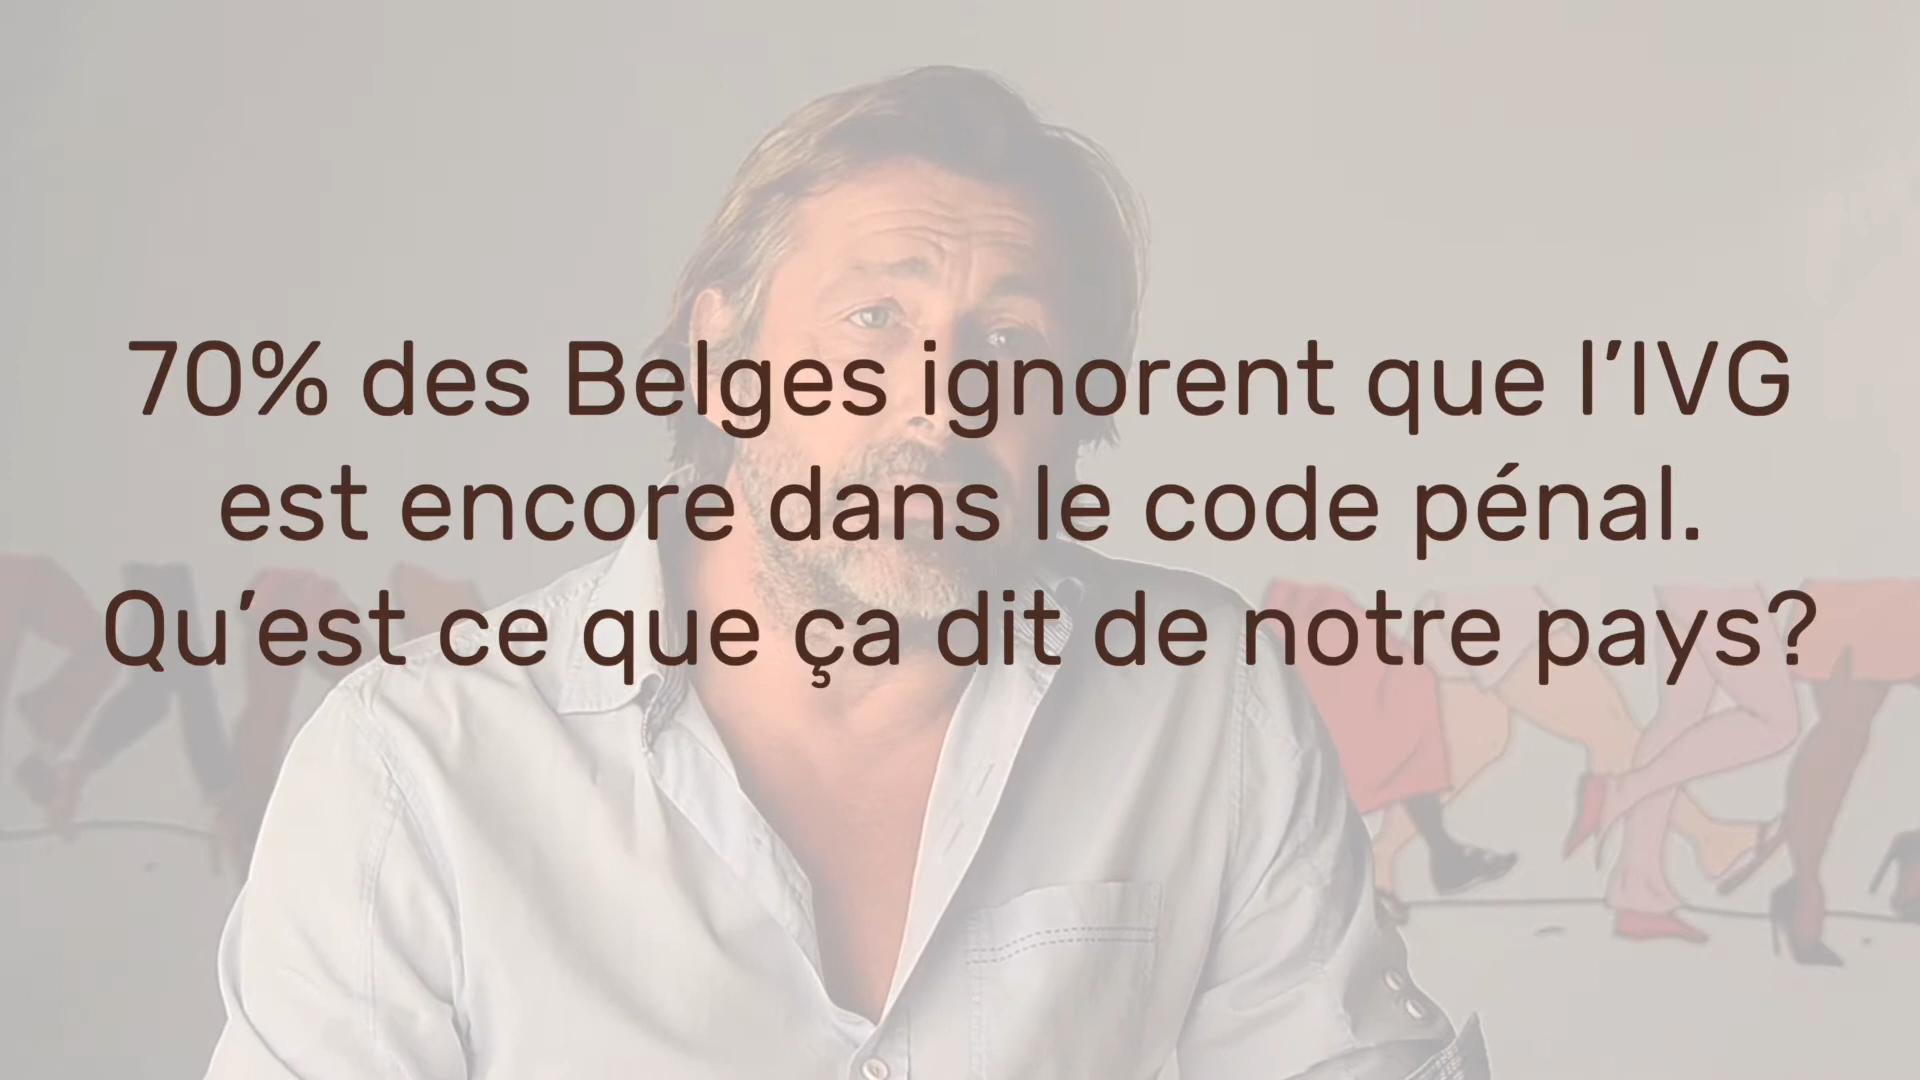 70% des Belges ignorent que l’IVG
est encore dans le code pénal.
Qu’est ce que ça dit de notre pays?